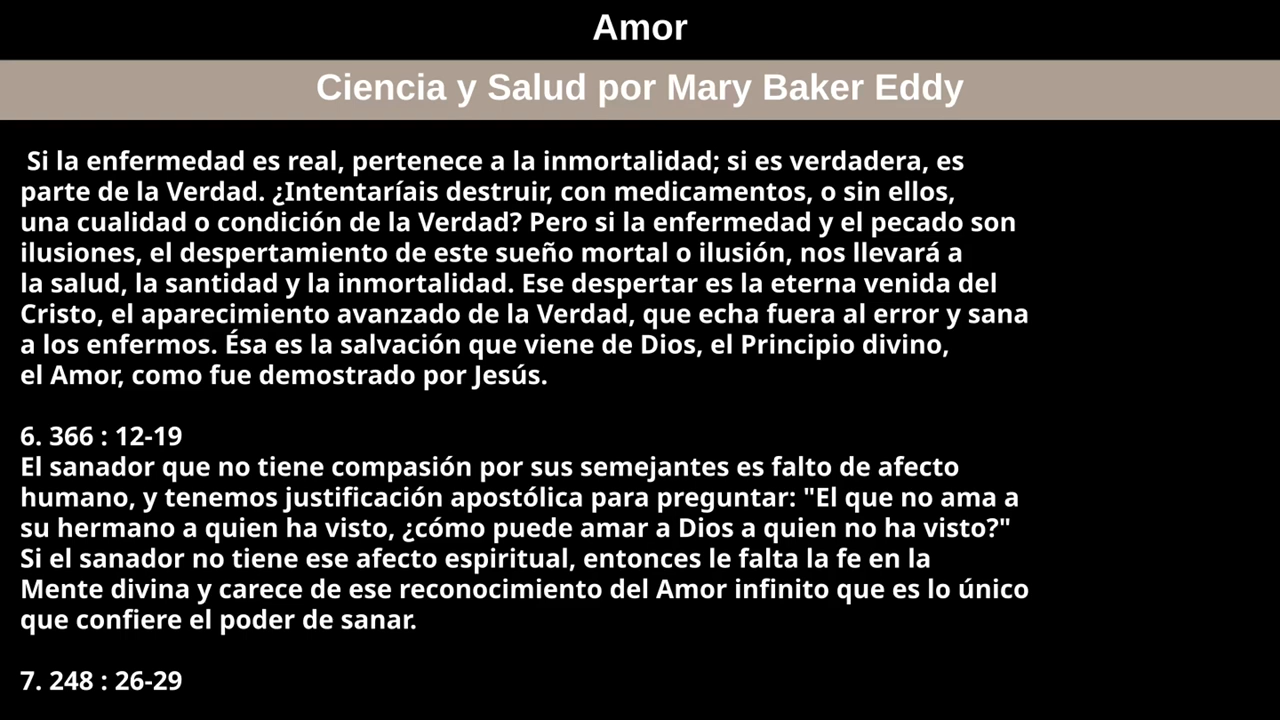 Amor
Ciencia y Salud por Mary Baker Eddy
Si la enfermedad es real, pertenece a la inmortalidad; si es verdadera, es
parte de la Verdad. ¿Intentaríais destruir, con medicamentos, o sin ellos,
una cualidad o condición de la Verdad? Pero si la enfermedad y el pecado son
ilusiones, el despertamiento de este sueño mortal o ilusión, nos llevará a
la salud, la santidad y la inmortalidad. Ese despertar es la eterna venida del
Cristo, el aparecimiento avanzado de la Verdad, que echa fuera al error y sana
a los enfermos. Ésa es la salvación que viene de Dios, el Principio divino,
el Amor, como fue demostrado por Jesús.
6. 366 : 12-19
El sanador que no tiene compasión por sus semejantes es falto de afecto
humano, y tenemos justificación apostólica para preguntar: "El que no ama a
su hermano a quien ha visto, ¿cómo puede amar a Dios a quien no ha visto?"
Si el sanador no tiene ese afecto espiritual, entonces le falta la fe en la
Mente divina y carece de ese reconocimiento del Amor infinito que es lo único
que confiere el poder de sanar.
7. 248 : 26-29